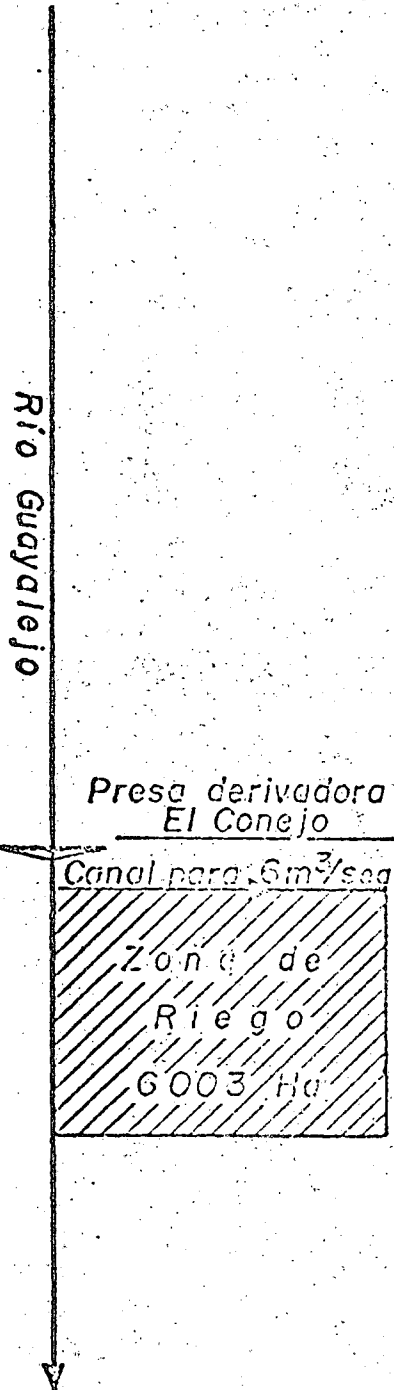 Río Guayalejo
Presa derivadora
El Conejo
Canal para 6m³/seg
Zona de
Riego
6003 Ha